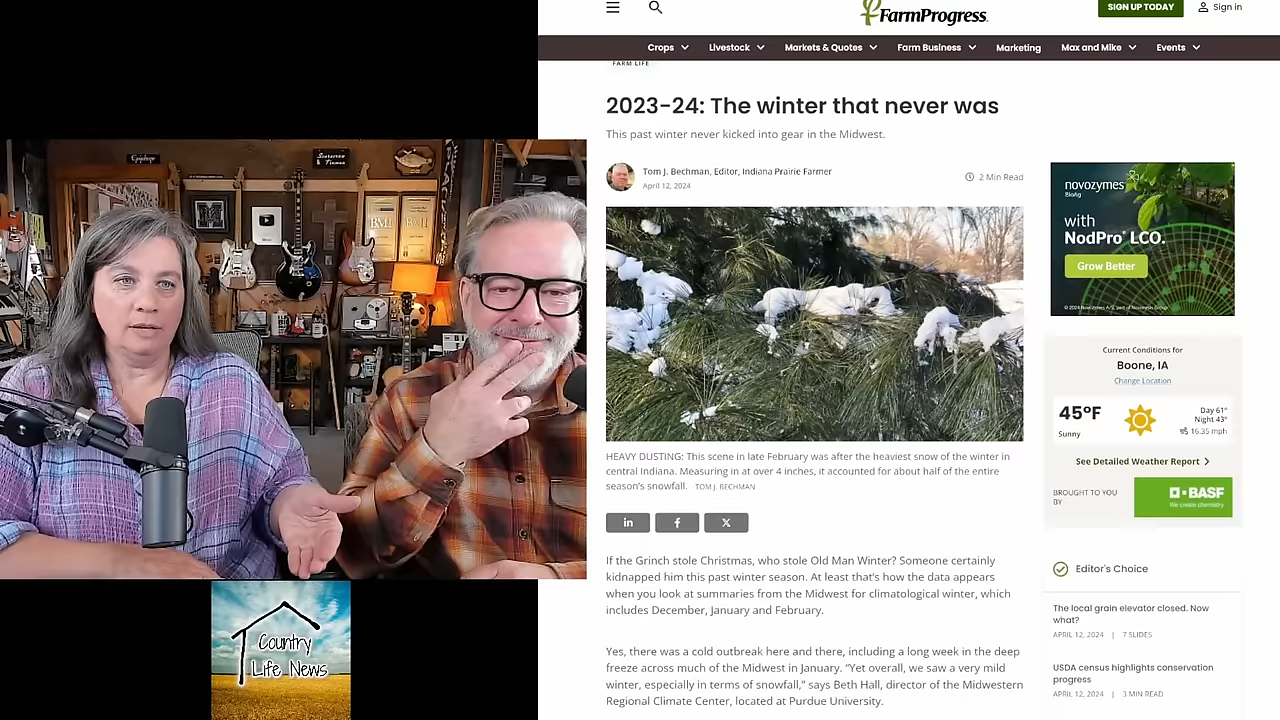 FarmProgress
SIGN UP TODAY
Sign in
Crops
Livestock
Markets & Quotes
Farm Business
Marketing
Max and Mike
Events
FARM LIFE
2023-24: The winter that never was
This past winter never kicked into gear in the Midwest.
Tom J. Bechman, Editor, Indiana Prairie Farmer
April 12, 2024
2 Min Read
HEAVY DUSTING: This scene in late February was after the heaviest snow of the winter in
central Indiana. Measuring in at over 4 inches, it accounted for about half of the entire
season's snowfall. TOM J. BECHMAN
in
f
X
If the Grinch stole Christmas, who stole Old Man Winter? Someone certainly
kidnapped him this past winter season. At least that's how the data appears
when you look at summaries from the Midwest for climatological winter, which
includes December, January and February.
Yes, there was a cold outbreak here and there, including a long week in the deep
freeze across much of the Midwest in January. “Yet overall, we saw a very mild
winter, especially in terms of snowfall,” says Beth Hall, director of the Midwestern
Regional Climate Center, located at Purdue University.
novozymes
BioAg
with
NodPro® LCO.
Grow Better
Current Conditions for
Boone, IA
Change Location
45°F
Sunny
Day 61°
Night 43°
16.35 mph
See Detailed Weather Report
BROUGHT TO YOU
BY
BASF
We create chemistry
Editor's Choice
The local grain elevator closed. Now
what?
APRIL 12, 2024 | 7 SLIDES
USDA census highlights conservation
progress
APRIL 12, 2024 | 3 MIN READ
Epiphone
BMI
BMI
Country
Life News